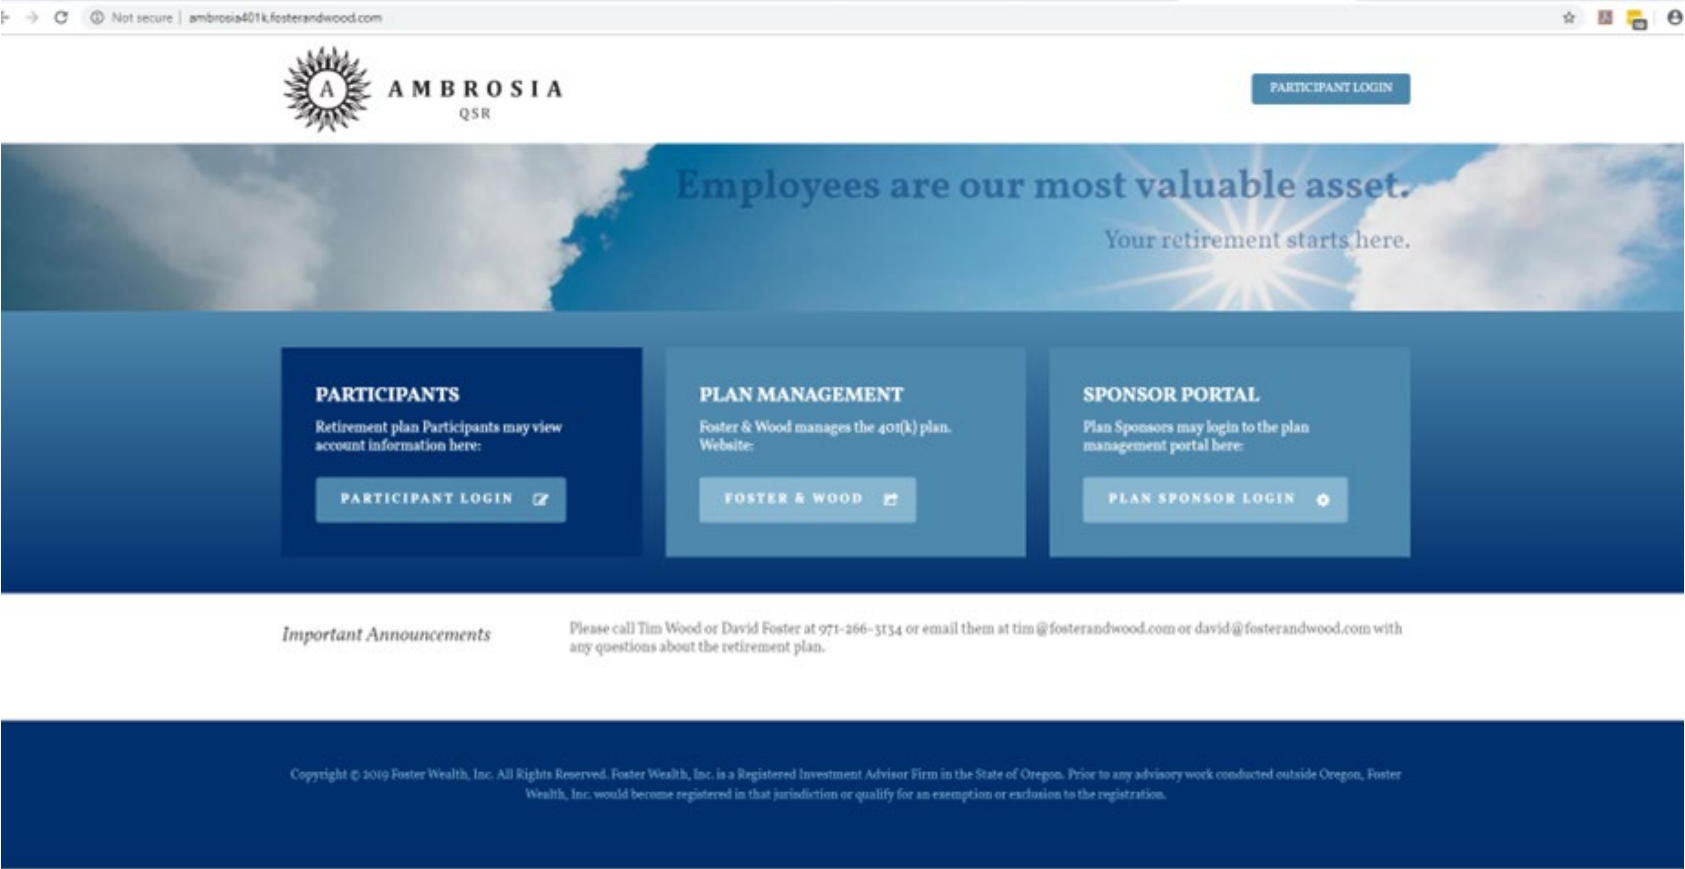 Not secure | ambrosia401k.fosterandwood.com
A
AMBROSIA
QSR
PARTICIPANT LOGIN
Employees are our most valuable asset.
Your retirement starts here.
PARTICIPANTS
Retirement plan Participants may view
account information here:
PARTICIPANT LOGIN
PLAN MANAGEMENT
Foster & Wood manages the 401(k) plan.
Website:
FOSTER & WOOD
SPONSOR PORTAL
Plan Sponsors may login to the plan
management portal here:
PLAN SPONSOR LOGIN
Important Announcements
Please call Tim Wood or David Foster at 971-266-3134 or email them at tim@fosterandwood.com or david@fosterandwood.com with
any questions about the retirement plan.
Copyright © 2019 Foster Wealth, Inc. All Rights Reserved. Foster Wealth, Inc. is a Registered Investment Advisor Firm in the State of Oregon. Prior to any advisory work conducted outside Oregon, Foster
Wealth, Inc. would become registered in that jurisdiction or qualify for an exemption or exclusion to the registration.